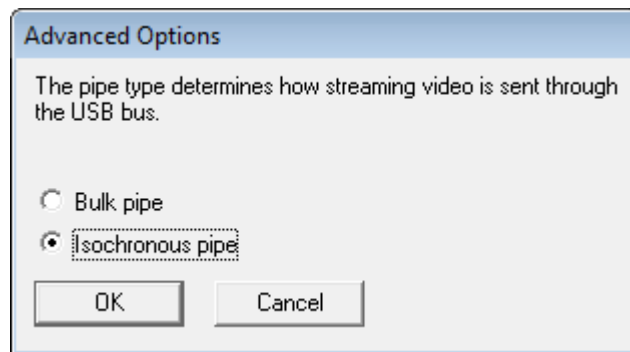 Advanced Options
The pipe type determines how streaming video is sent through
the USB bus.
Bulk pipe
Isochronous pipe
OK Cancel